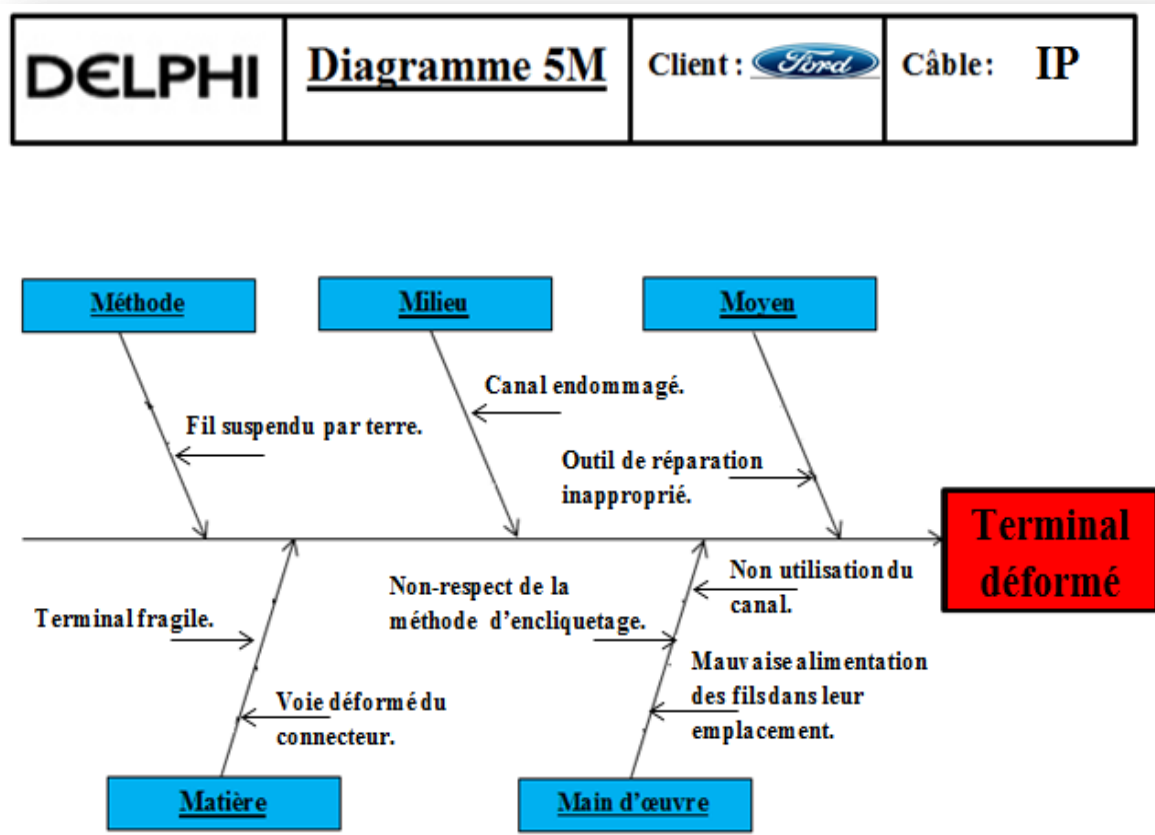 DELPHI
Diagramme 5M
Client : Ford
Câble: IP
Méthode
Milieu
Moyen
Canal endommagé.
Fil suspendu par terre.
Outil de réparation
inapproprié.
Terminal
déformé
Non utilisation du
canal.
Non-respect de la
méthode d'encliquetage.
Terminal fragile.
Mauvaise alimentation
des fils dans leur
emplacement.
Voie déformé du
connecteur.
Matière
Main d'œuvre